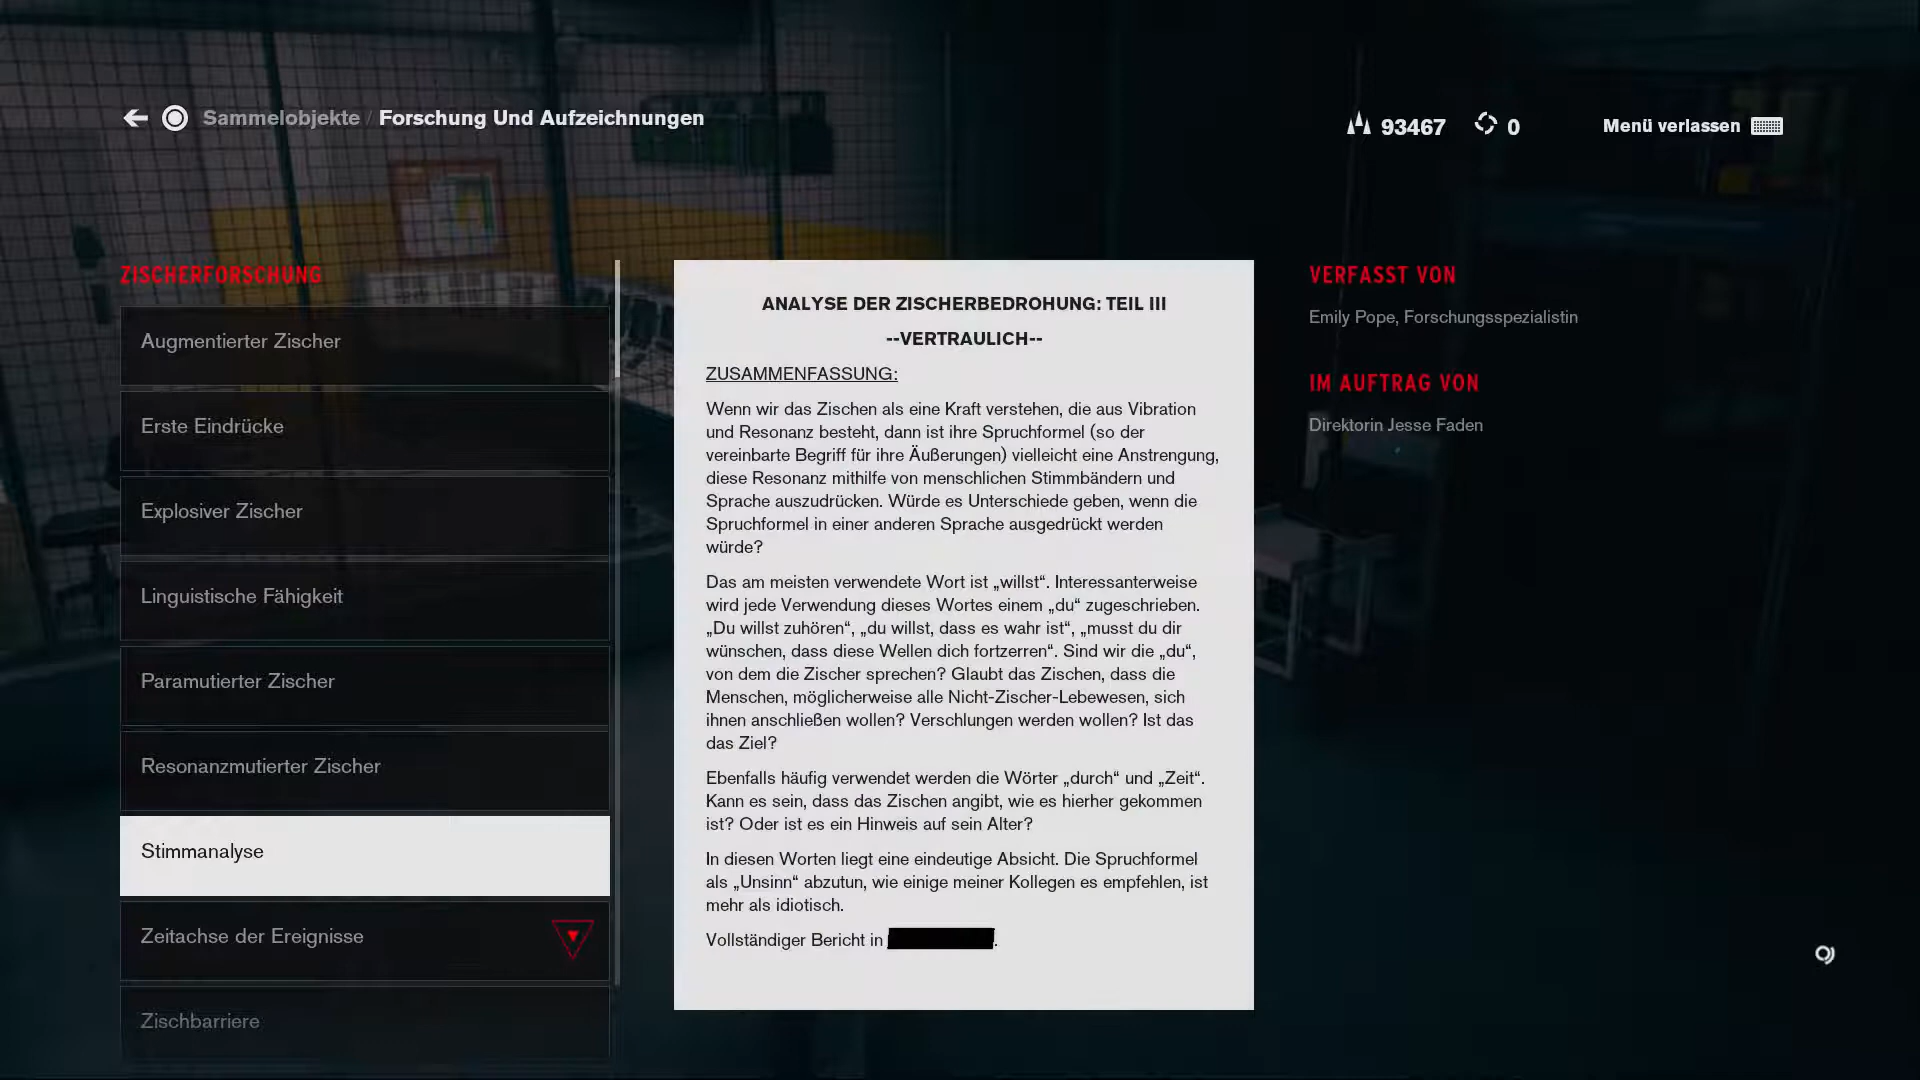 Sammelobjekte / Forschung Und Aufzeichnungen
93467
0
Menü verlassen
ZISCHERFORSCHUNG
Augmentierter Zischer
Erste Eindrücke
Explosiver Zischer
Linguistische Fähigkeit
Paramutierter Zischer
Resonanzmutierter Zischer
Stimmanalyse
Zeitachse der Ereignisse
Zischbarriere
ANALYSE DER ZISCHERBEDROHUNG: TEIL III
--VERTRAULICH--
ZUSAMMENFASSUNG:
Wenn wir das Zischen als eine Kraft verstehen, die aus Vibration
und Resonanz besteht, dann ist ihre Spruchformel (so der
vereinbarte Begriff für ihre Äußerungen) vielleicht eine Anstrengung,
diese Resonanz mithilfe von menschlichen Stimmbändern und
Sprache auszudrücken. Würde es Unterschiede geben, wenn die
Spruchformel in einer anderen Sprache ausgedrückt werden
würde?
Das am meisten verwendete Wort ist „willst“. Interessanterweise
wird jede Verwendung dieses Wortes einem „du“ zugeschrieben.
„Du willst zuhören“, „du willst, dass es wahr ist“, „musst du dir
wünschen, dass diese Wellen dich fortzerren“. Sind wir die „du“,
von dem die Zischer sprechen? Glaubt das Zischen, dass die
Menschen, möglicherweise alle Nicht-Zischer-Lebewesen, sich
ihnen anschließen wollen? Verschlungen werden wollen? Ist das
das Ziel?
Ebenfalls häufig verwendet werden die Wörter „durch“ und „Zeit“.
Kann es sein, dass das Zischen angibt, wie es hierher gekommen
ist? Oder ist es ein Hinweis auf sein Alter?
In diesen Worten liegt eine eindeutige Absicht. Die Spruchformel
als „Unsinn“ abzutun, wie einige meiner Kollegen es empfehlen, ist
mehr als idiotisch.
Vollständiger Bericht in .
VERFASST VON
Emily Pope, Forschungsspezialistin
IM AUFTRAG VON
Direktorin Jesse Faden